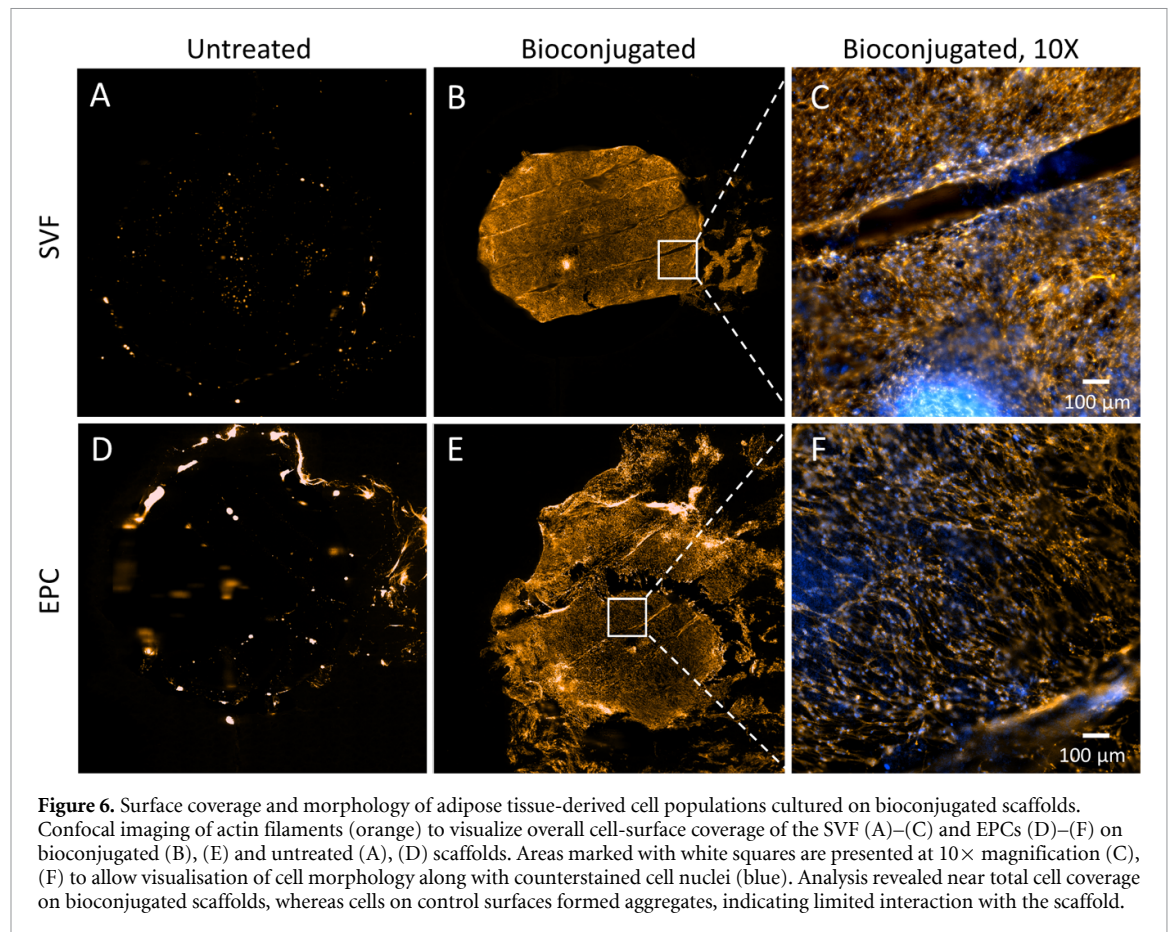 Untreated
Bioconjugated
Bioconjugated, 10X
SVF
A
B
C
100 μm
EPC
D
E
F
100 μm
Figure 6. Surface coverage and morphology of adipose tissue-derived cell populations cultured on bioconjugated scaffolds.
Confocal imaging of actin filaments (orange) to visualize overall cell-surface coverage of the SVF (A)–(C) and EPCs (D)–(F) on
bioconjugated (B), (E) and untreated (A), (D) scaffolds. Areas marked with white squares are presented at 10× magnification (C),
(F) to allow visualisation of cell morphology along with counterstained cell nuclei (blue). Analysis revealed near total cell coverage
on bioconjugated scaffolds, whereas cells on control surfaces formed aggregates, indicating limited interaction with the scaffold.